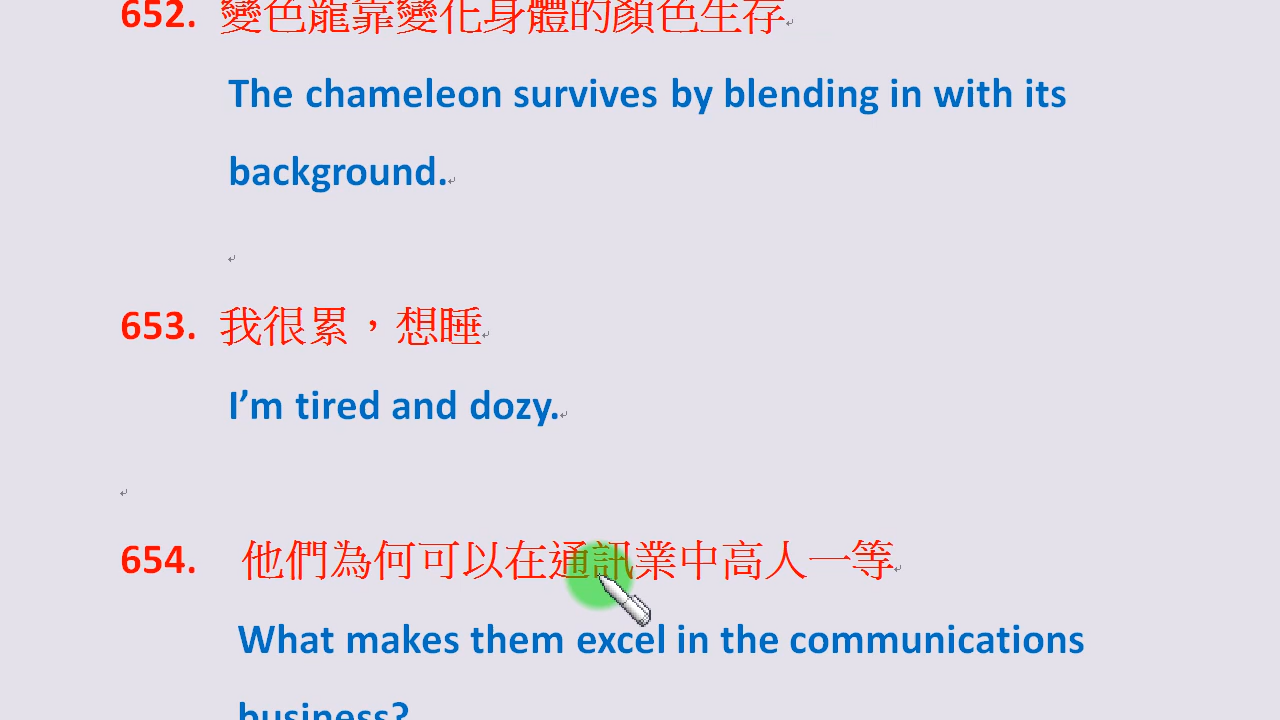 652. 變色龍靠變化身體的顏色生存
The chameleon survives by blending in with its
background.
653. 我很累，想睡
I’m tired and dozy.
654. 他們為何可以在通訊業中高人一等
What makes them excel in the communications
business?